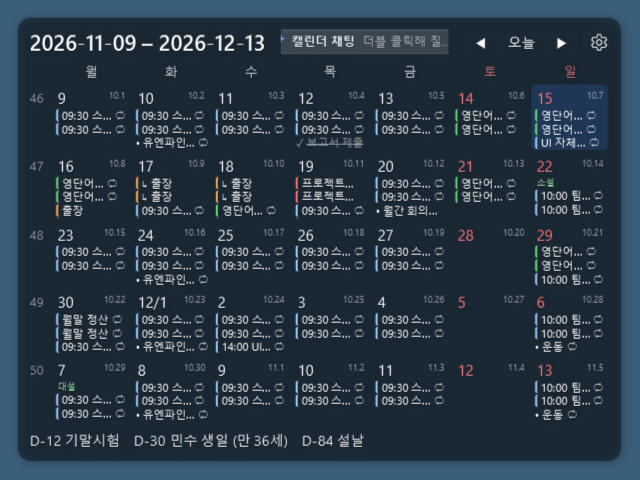 2026-11-09 – 2026-12-13 캘린더 채팅 더블 클릭해 질.. ◀ 오늘 ▶
월 화 수 목 금 토 일
46 9 10.1 10 10.2 11 10.3 12 10.4 13 10.5 14 10.6 15 10.7
09:30 스... 09:30 스... 09:30 스... 09:30 스... 09:30 스... 영단어... 영단어...
09:30 스... 09:30 스... 09:30 스... 09:30 스... 09:30 스... 영단어... 영단어...
• 유엔파인... ✓ 보고서 제출 UI 자체...
47 16 10.8 17 10.9 18 10.10 19 10.11 20 10.12 21 10.13 22 10.14
영단어... ↳ 출장 ↳ 출장 프로젝트... 09:30 스... 영단어... 소설
영단어... ↳ 출장 ↳ 출장 프로젝트... 09:30 스... 영단어... 10:00 팀...
출장 09:30 스... 영단어... 09:30 스... • 월간 회의... 10:00 팀...
48 23 10.15 24 10.16 25 10.17 26 10.18 27 10.19 28 10.20 29 10.21
09:30 스... 09:30 스... 09:30 스... 09:30 스... 09:30 스... 영단어...
09:30 스... 09:30 스... 09:30 스... 09:30 스... 09:30 스... 영단어...
• 유엔파인... 10:00 팀...
49 30 10.22 12/1 10.23 2 10.24 3 10.25 4 10.26 5 10.27 6 10.28
월말 정산 09:30 스... 09:30 스... 09:30 스... 09:30 스... 10:00 팀...
월말 정산 09:30 스... 09:30 스... 09:30 스... 09:30 스... 10:00 팀...
09:30 스... • 유엔파인... 14:00 UI... • 운동
50 7 10.29 8 10.30 9 11.1 10 11.2 11 11.3 12 11.4 13 11.5
대설 09:30 스... 09:30 스... 09:30 스... 09:30 스... 10:00 팀...
09:30 스... 09:30 스... 09:30 스... 09:30 스... 09:30 스... 10:00 팀...
09:30 스... • 유엔파인... • 운동
D-12 기말시험 D-30 민수 생일 (만 36세) D-84 설날